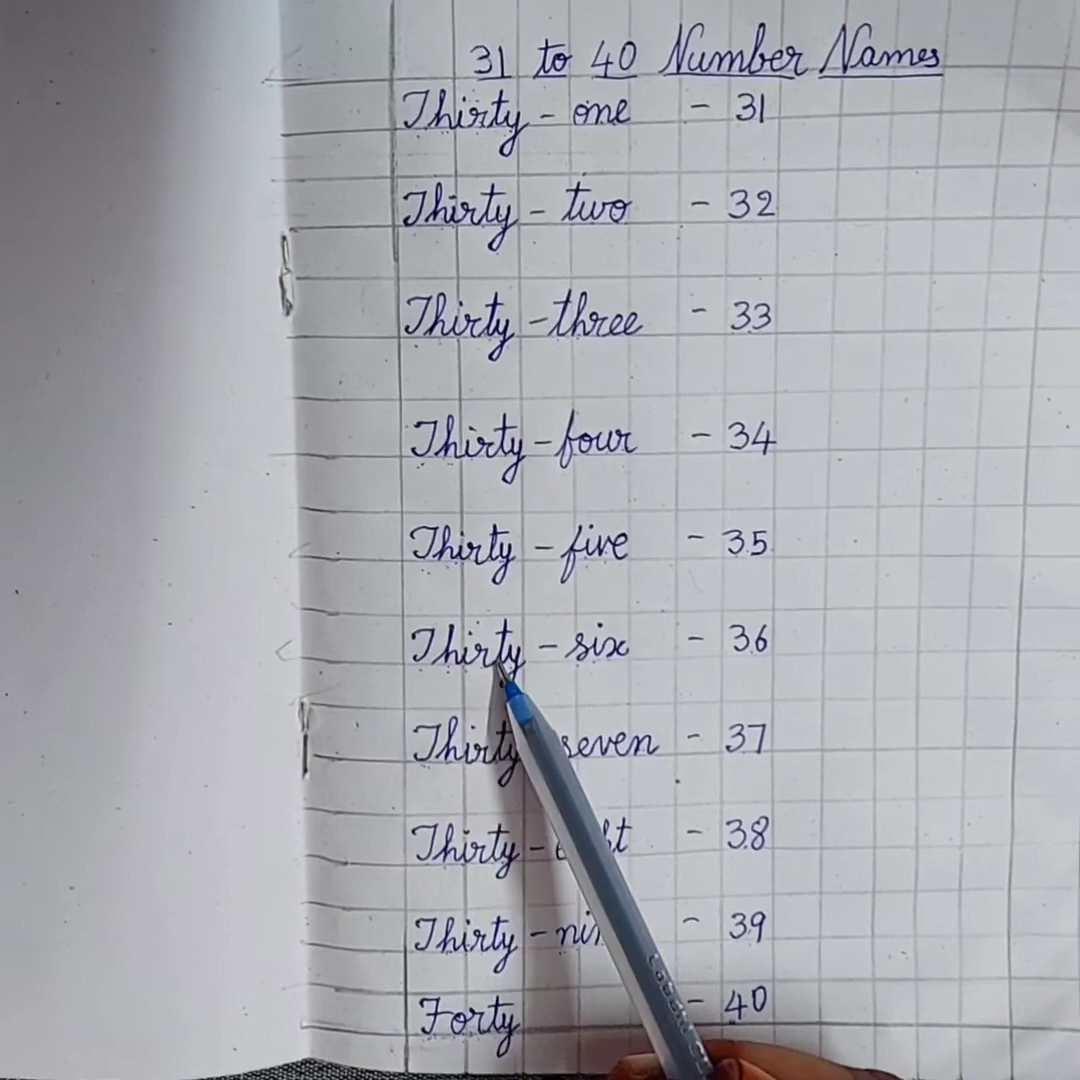 31 to 40 Number Names
Thirty - one - 31
Thirty - two - 32
Thirty - three - 33
Thirty - four - 34
Thirty - five - 35
Thirty - six - 36
Thirty seven - 37
Thirty - - 38
Thirty - - 39
Forty - 40